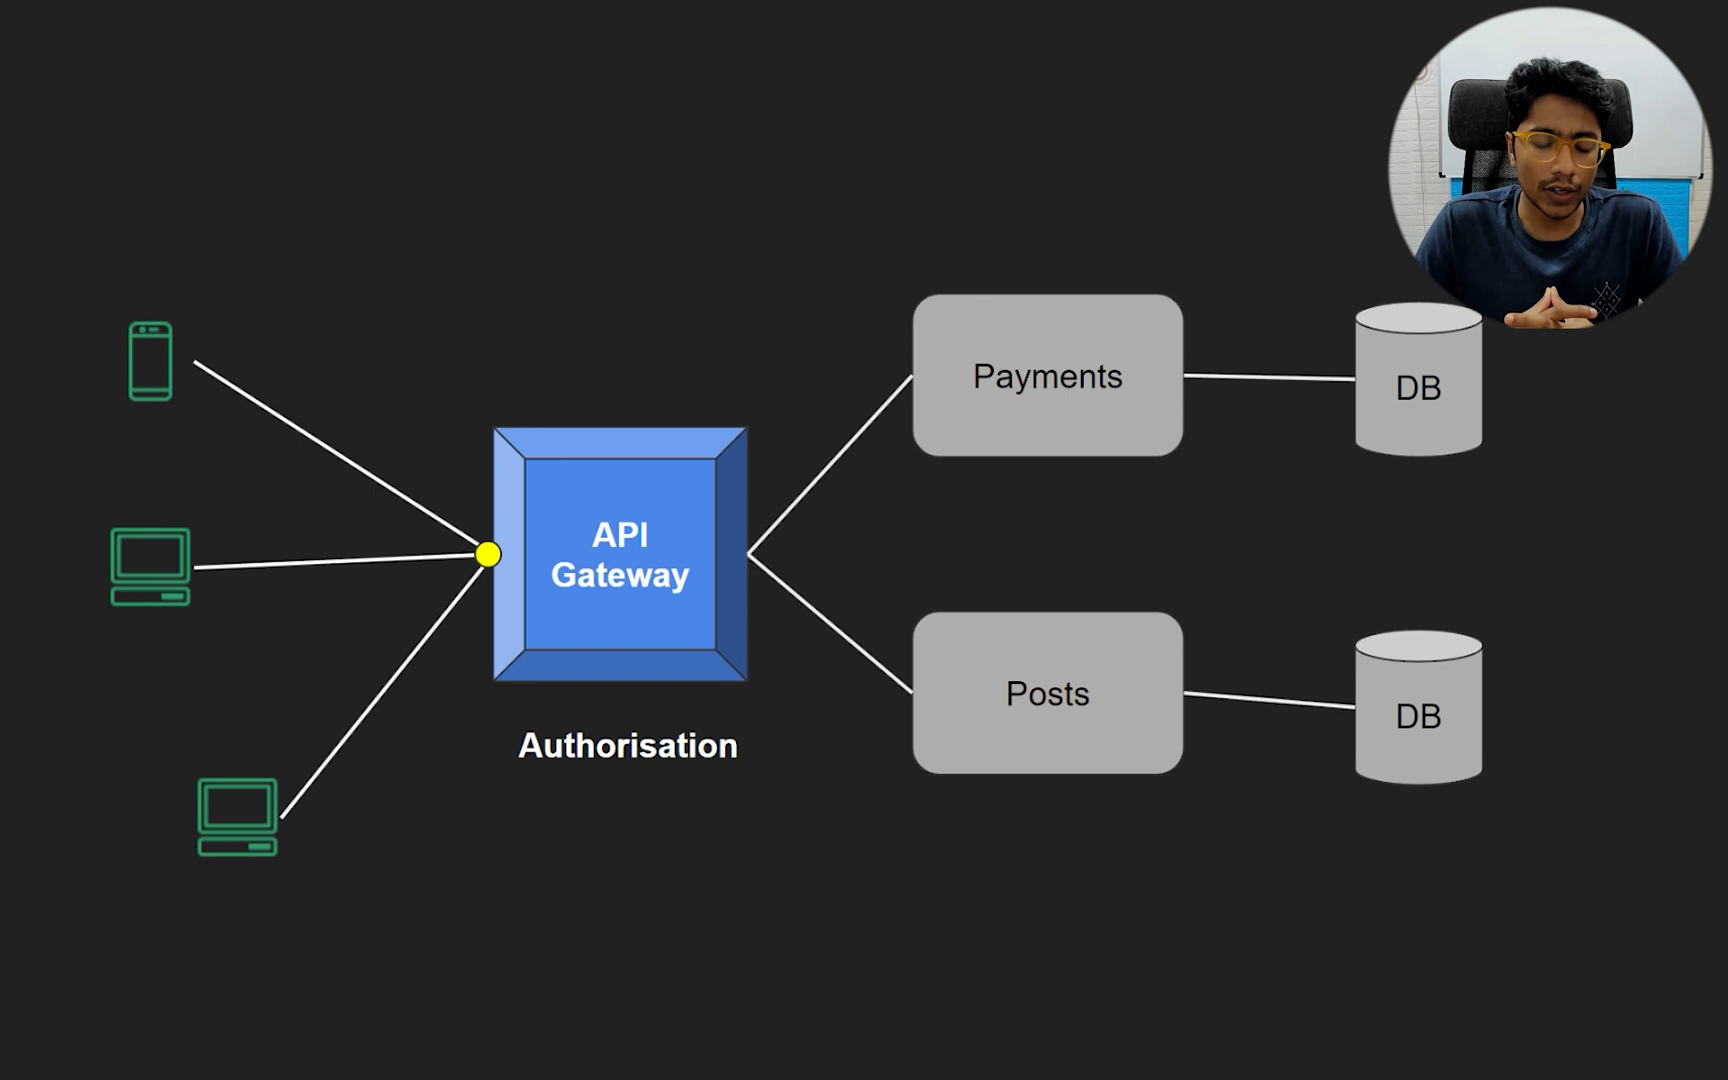 Payments
DB
API
Gateway
Posts
DB
Authorisation